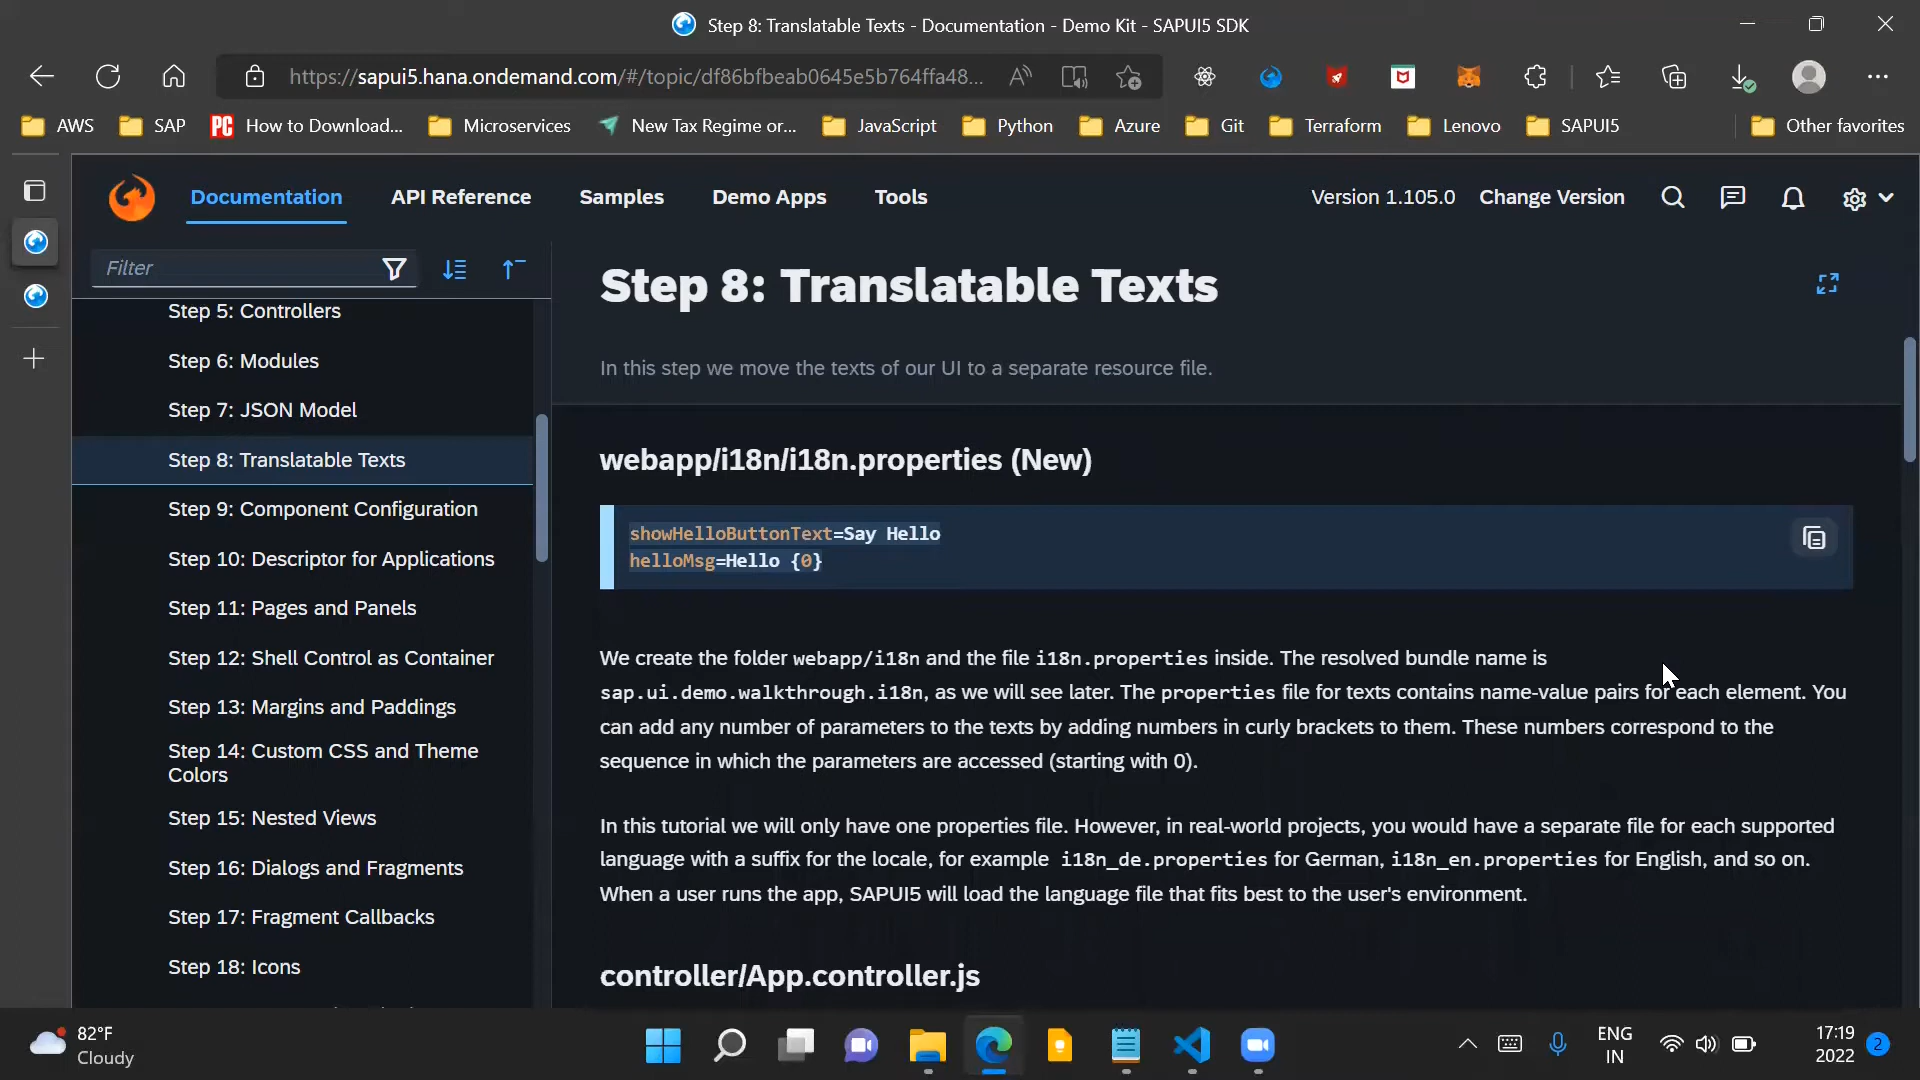 Step 8: Translatable Texts - Documentation - Demo Kit - SAPUI5 SDK
https://sapui5.hana.ondemand.com/#/topic/df86bfbeab0645e5b764ffa48...
AWS SAP PC How to Download... Microservices New Tax Regime or... JavaScript Python Azure Git Terraform Lenovo SAPUI5 Other favorites
Documentation API Reference Samples Demo Apps Tools Version 1.105.0 Change Version
Filter
Step 5: Controllers
Step 6: Modules
Step 7: JSON Model
Step 8: Translatable Texts
Step 9: Component Configuration
Step 10: Descriptor for Applications
Step 11: Pages and Panels
Step 12: Shell Control as Container
Step 13: Margins and Paddings
Step 14: Custom CSS and Theme
Colors
Step 15: Nested Views
Step 16: Dialogs and Fragments
Step 17: Fragment Callbacks
Step 18: Icons
Step 8: Translatable Texts
In this step we move the texts of our UI to a separate resource file.
webapp/i18n/i18n.properties (New)
showHelloButtonText=Say Hello
helloMsg=Hello {0}
We create the folder webapp/i18n and the file i18n.properties inside. The resolved bundle name is
sap.ui.demo.walkthrough.i18n, as we will see later. The properties file for texts contains name-value pairs for each element. You
can add any number of parameters to the texts by adding numbers in curly brackets to them. These numbers correspond to the
sequence in which the parameters are accessed (starting with 0).
In this tutorial we will only have one properties file. However, in real-world projects, you would have a separate file for each supported
language with a suffix for the locale, for example i18n_de.properties for German, i18n_en.properties for English, and so on.
When a user runs the app, SAPUI5 will load the language file that fits best to the user's environment.
controller/App.controller.js
82°F
Cloudy
ENG
IN
17:19
2022
2